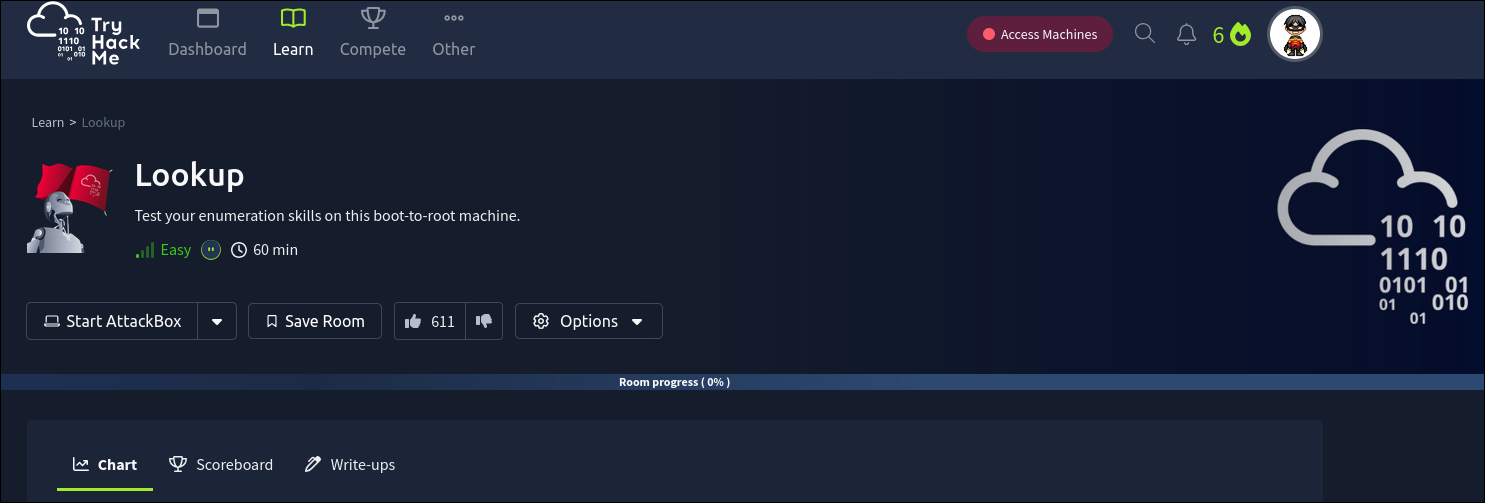 Try
Hack
Me
10 10
1110
0101 01
01 010
01
Dashboard
Learn
Compete
Other
Access Machines
6
Learn > Lookup
Lookup
Test your enumeration skills on this boot-to-root machine.
Easy 60 min
10 10
1110
0101 01
01 010
01
Start AttackBox
Save Room
611
Options
Room progress ( 0% )
Chart
Scoreboard
Write-ups